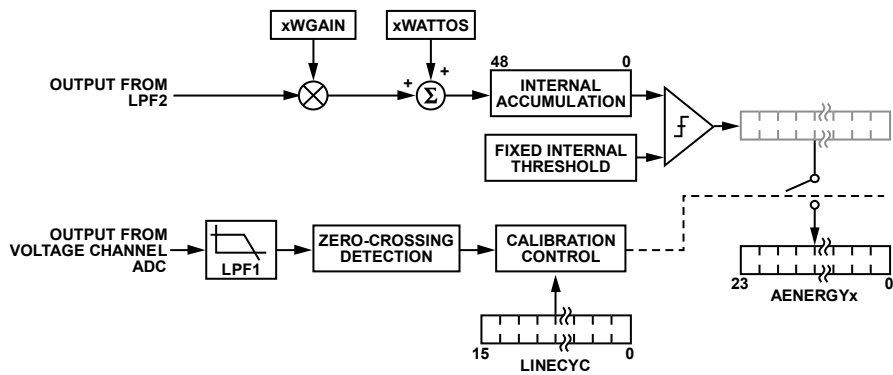 xWGAIN
xWATTOS
OUTPUT FROM
LPF2
+
+
Σ
48
0
INTERNAL
ACCUMULATION
FIXED INTERNAL
THRESHOLD
OUTPUT FROM
VOLTAGE CHANNEL
ADC
LPF1
ZERO-CROSSING
DETECTION
CALIBRATION
CONTROL
23
0
AENERGYx
15
0
LINECYC